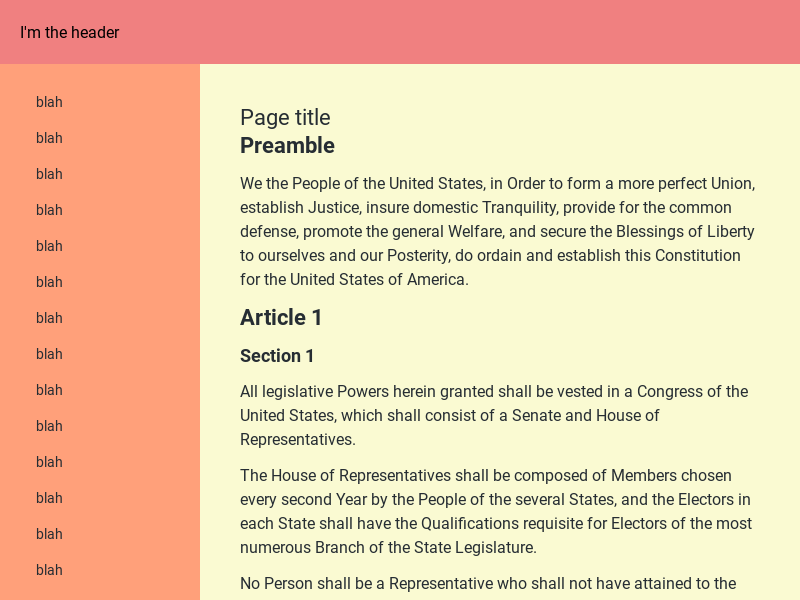 I'm the header
blah
blah
blah
blah
blah
blah
blah
blah
blah
blah
blah
blah
blah
blah
Page title
Preamble
We the People of the United States, in Order to form a more perfect Union,
establish Justice, insure domestic Tranquility, provide for the common
defense, promote the general Welfare, and secure the Blessings of Liberty
to ourselves and our Posterity, do ordain and establish this Constitution
for the United States of America.
Article 1
Section 1
All legislative Powers herein granted shall be vested in a Congress of the
United States, which shall consist of a Senate and House of
Representatives.
The House of Representatives shall be composed of Members chosen
every second Year by the People of the several States, and the Electors in
each State shall have the Qualifications requisite for Electors of the most
numerous Branch of the State Legislature.
No Person shall be a Representative who shall not have attained to the